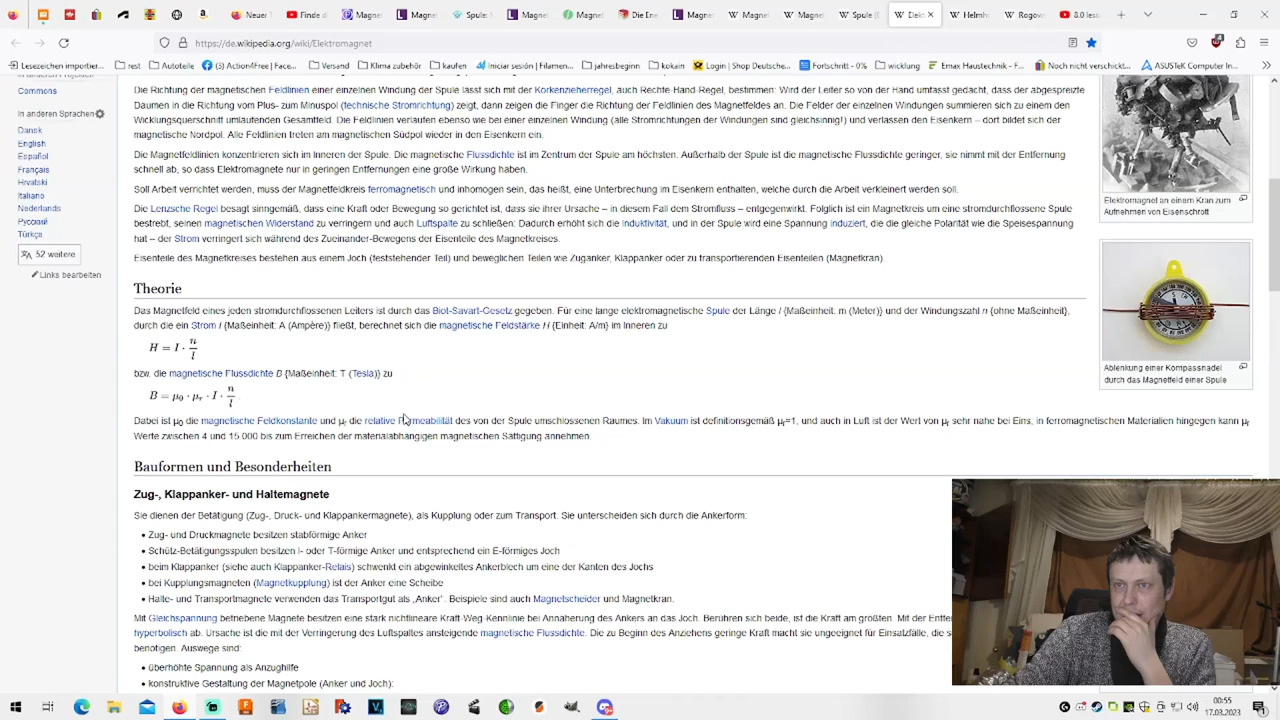 Neuer T
Finde di
Magnet
Magnet
Spule: S
Magnet
Magnet
Die Ene
Magnet
Magnet
Magnet
Spule (E
Elek
Helmho
Rogows
8.0 less
https://de.wikipedia.org/wiki/Elektromagnet
Lesezeichen importier...
rest
Autoteile
(3) Action4Free | Face...
Versand
Klima zubehör
kaufen
Iniciar sesión | Filamen...
jahresbeginn
kokain
Login | Shop Deutsche...
Fortschritt – 0%
wicklung
Emax Haustechnik – F...
Noch nicht verschickt...
ASUSTeK Computer In...
In anderen Projekten
Commons
In anderen Sprachen
Dansk
English
Español
Français
Hrvatski
Italiano
Nederlands
Русский
Türkçe
52 weitere
Links bearbeiten
Die Richtung der magnetischen Feldlinien einer einzelnen Windung der Spule lässt sich mit der Korkenzieherregel, auch Rechte Hand-Regel, bestimmen: Wird der Leiter so von der Hand umfasst gedacht, dass der abgespreizte
Daumen in die Richtung vom Plus- zum Minuspol (technische Stromrichtung) zeigt, dann zeigen die Finger die Richtung der Feldlinien des Magnetfeldes an. Die Felder der einzelnen Windungen summieren sich zu einem den
Wicklungsquerschnitt umlaufenden Gesamtfeld. Die Feldlinien verlaufen ebenso wie bei einer einzelnen Windung (alle Stromrichtungen der Windungen sind gleichsinnig!) und verlassen den Eisenkern – dort bildet sich der
magnetische Nordpol. Alle Feldlinien treten am magnetischen Südpol wieder in den Eisenkern ein.
Die Magnetfeldlinien konzentrieren sich im Inneren der Spule. Die magnetische Flussdichte ist im Zentrum der Spule am höchsten. Außerhalb der Spule ist die magnetische Flussdichte geringer, sie nimmt mit der Entfernung
schnell ab, so dass Elektromagnete nur in geringen Entfernungen eine große Wirkung haben.
Soll Arbeit verrichtet werden, muss der Magnetfeldkreis ferromagnetisch und inhomogen sein, das heißt, eine Unterbrechung im Eisenkern enthalten, welche durch die Arbeit verkleinert werden soll.
Die Lenzsche Regel besagt sinngemäß, dass eine Kraft oder Bewegung so gerichtet ist, dass sie ihrer Ursache – in diesem Fall dem Stromfluss – entgegenwirkt. Folglich ist ein Magnetkreis um eine stromdurchflossene Spule
bestrebt, seinen magnetischen Widerstand zu verringern und auch Luftspalte zu schließen: Dadurch erhöht sich die Induktivität, und in der Spule wird eine Spannung induziert, die die gleiche Polarität wie die Speisespannung
hat – der Strom verringert sich während des Zueinander-Bewegens der Eisenteile des Magnetkreises.
Eisenteile des Magnetkreises bestehen aus einem Joch (feststehender Teil) und beweglichen Teilen wie Zuganker, Klappanker oder zu transportierenden Eisenteilen (Magnetkran).
Elektromagnet an einem Kran zum
Aufnehmen von Eisenschrott
Theorie
Das Magnetfeld eines jeden stromdurchflossenen Leiters ist durch das Biot-Savart-Gesetz gegeben. Für eine lange elektromagnetische Spule der Länge l {Maßeinheit: m (Meter)} und der Windungszahl n {ohne Maßeinheit},
durch die ein Strom I {Maßeinheit: A (Ampère)} fließt, berechnet sich die magnetische Feldstärke H {Einheit: A/m} im Inneren zu
H = I · n/l
bzw. die magnetische Flussdichte B {Maßeinheit: T (Tesla)} zu
B = μ0 · μr · I · n/l
Dabei ist μ0 die magnetische Feldkonstante und μr die relative Permeabilität des von der Spule umschlossenen Raumes. Im Vakuum ist definitionsgemäß μr=1, und auch in Luft ist der Wert von μr sehr nahe bei Eins, in ferromagnetischen Materialien hingegen kann μr
Werte zwischen 4 und 15 000 bis zum Erreichen der materialabhängigen magnetischen Sättigung annehmen.
Ablenkung einer Kompassnadel
durch das Magnetfeld einer Spule
Bauformen und Besonderheiten
Zug-, Klappanker- und Haltemagnete
Sie dienen der Betätigung (Zug-, Druck- und Klappankermagnete), als Kupplung oder zum Transport. Sie unterscheiden sich durch die Ankerform:
• Zug- und Druckmagnete besitzen stabförmige Anker
• Schütz-Betätigungsspulen besitzen I- oder T-förmige Anker und entsprechend ein E-förmiges Joch
• beim Klappanker (siehe auch Klappanker-Relais) schwenkt ein abgewinkeltes Ankerblech um eine der Kanten des Jochs
• bei Kupplungsmagneten (Magnetkupplung) ist der Anker eine Scheibe
• Halte- und Transportmagnete verwenden das Transportgut als „Anker“. Beispiele sind auch Magnetscheider und Magnetkran.
Mit Gleichspannung betriebene Magnete besitzen eine stark nichtlineare Kraft-Weg-Kennlinie bei Annäherung des Ankers an das Joch. Berühren sich beide, ist die Kraft am größten. Mit der Entfer
hyperbolisch ab. Ursache ist die mit der Verringerung des Luftspaltes ansteigende magnetische Flussdichte. Die zu Beginn des Anziehens geringe Kraft macht sie ungeeignet für Einsatzfälle, die s
benötigen. Auswege sind:
• überhöhte Spannung als Anzughilfe
• konstruktive Gestaltung der Magnetpole (Anker und Joch):
00:55
17.03.2023